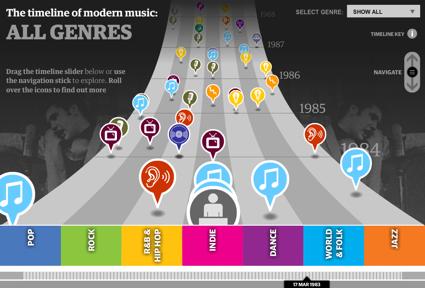 The timeline of modern music:
ALL GENRES
SELECT GENRE:
SHOW ALL
TIMELINE KEY
i
Drag the timeline slider below or use
the navigation stick to explore. Roll
over the icons to find out more
NAVIGATE
1988
1987
1986
1985
1984
POP
ROCK
R&B &
HIP HOP
INDIE
DANCE
WORLD
& FOLK
JAZZ
17 MAR 1983